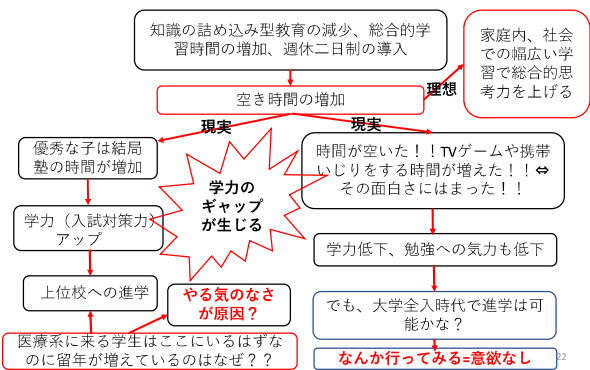 知識の詰め込み型教育の減少、総合的学
習時間の増加、週休二日制の導入
家庭内、社会
での幅広い学
習で総合的思
考力を上げる
空き時間の増加
理想
現実
現実
優秀な子は結局
塾の時間が増加
時間が空いた！！TVゲームや携帯
いじりをする時間が増えた！！⇔
その面白さにはまった！！
学力の
ギャップ
が生じる
学力（入試対策力）
アップ
学力低下、勉強への気力も低下
上位校への進学
やる気のなさ
が原因？
でも、大学全入時代で進学は可
能かな？
医療系に来る学生はここにいるはずな
のに留年が増えているのはなぜ？？
なんか行ってみる=意欲なし
22